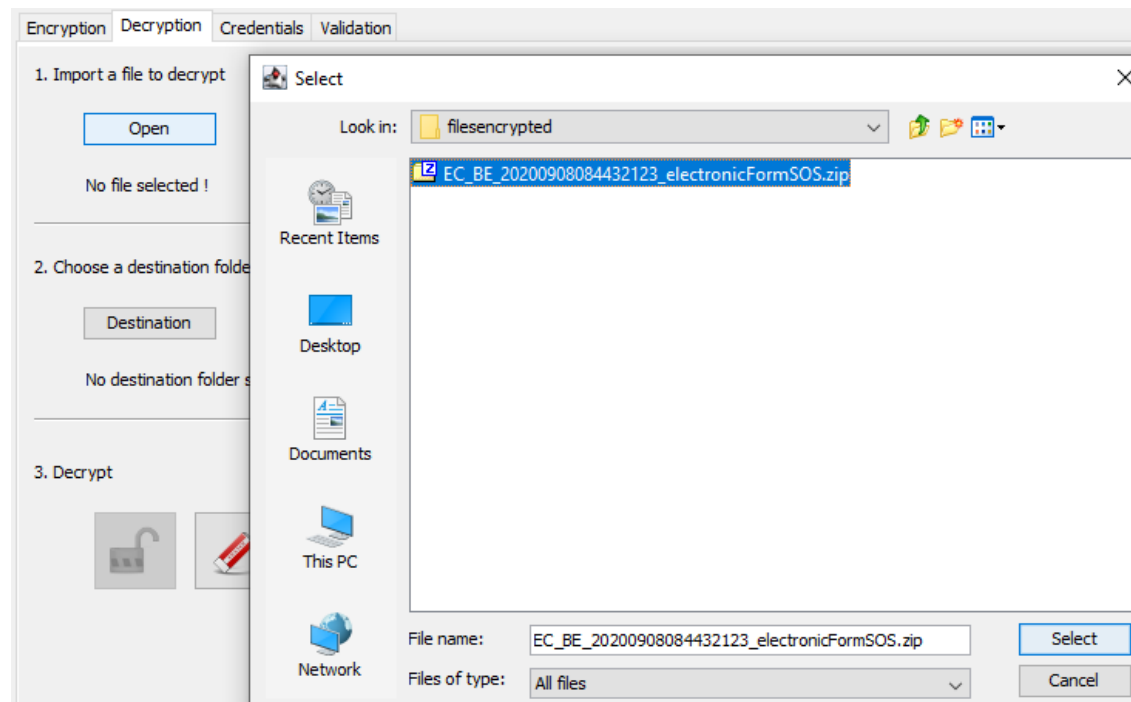 Encryption Decryption Credentials Validation
1. Import a file to decrypt
Open
No file selected !
2. Choose a destination folde
Destination
No destination folder s
3. Decrypt
Select
Look in: filesencrypted
EC_BE_20200908084432123_electronicFormSOS.zip
Recent Items
Desktop
Documents
This PC
Network
File name: EC_BE_20200908084432123_electronicFormSOS.zip Select
Files of type: All files Cancel